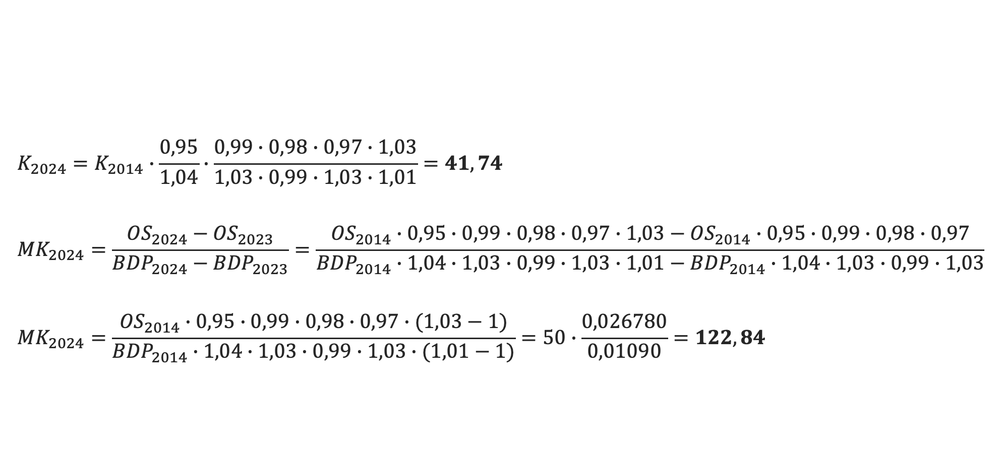 K₂₀₂₄ = K₂₀₁₄ · 0,95/1,04 · (0,99 · 0,98 · 0,97 · 1,03)/(1,03 · 0,99 · 1,03 · 1,01) = 41,74
MK₂₀₂₄ = (OS₂₀₂₄ − OS₂₀₂₃)/(BDP₂₀₂₄ − BDP₂₀₂₃) = (OS₂₀₁₄ · 0,95 · 0,99 · 0,98 · 0,97 · 1,03 − OS₂₀₁₄ · 0,95 · 0,99 · 0,98 · 0,97)/(BDP₂₀₁₄ · 1,04 · 1,03 · 0,99 · 1,03 · 1,01 − BDP₂₀₁₄ · 1,04 · 1,03 · 0,99 · 1,03)
MK₂₀₂₄ = (OS₂₀₁₄ · 0,95 · 0,99 · 0,98 · 0,97 · (1,03 − 1))/(BDP₂₀₁₄ · 1,04 · 1,03 · 0,99 · 1,03 · (1,01 − 1)) = 50 · 0,026780/0,01090 = 122,84